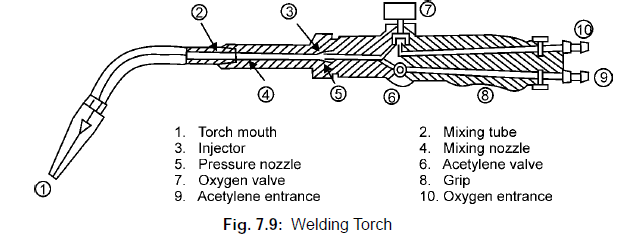 2
3
7
10
9
4
5
6
8
1
1. Torch mouth 2. Mixing tube
3. Injector 4. Mixing nozzle
5. Pressure nozzle 6. Acetylene valve
7. Oxygen valve 8. Grip
9. Acetylene entrance 10. Oxygen entrance
Fig. 7.9: Welding Torch